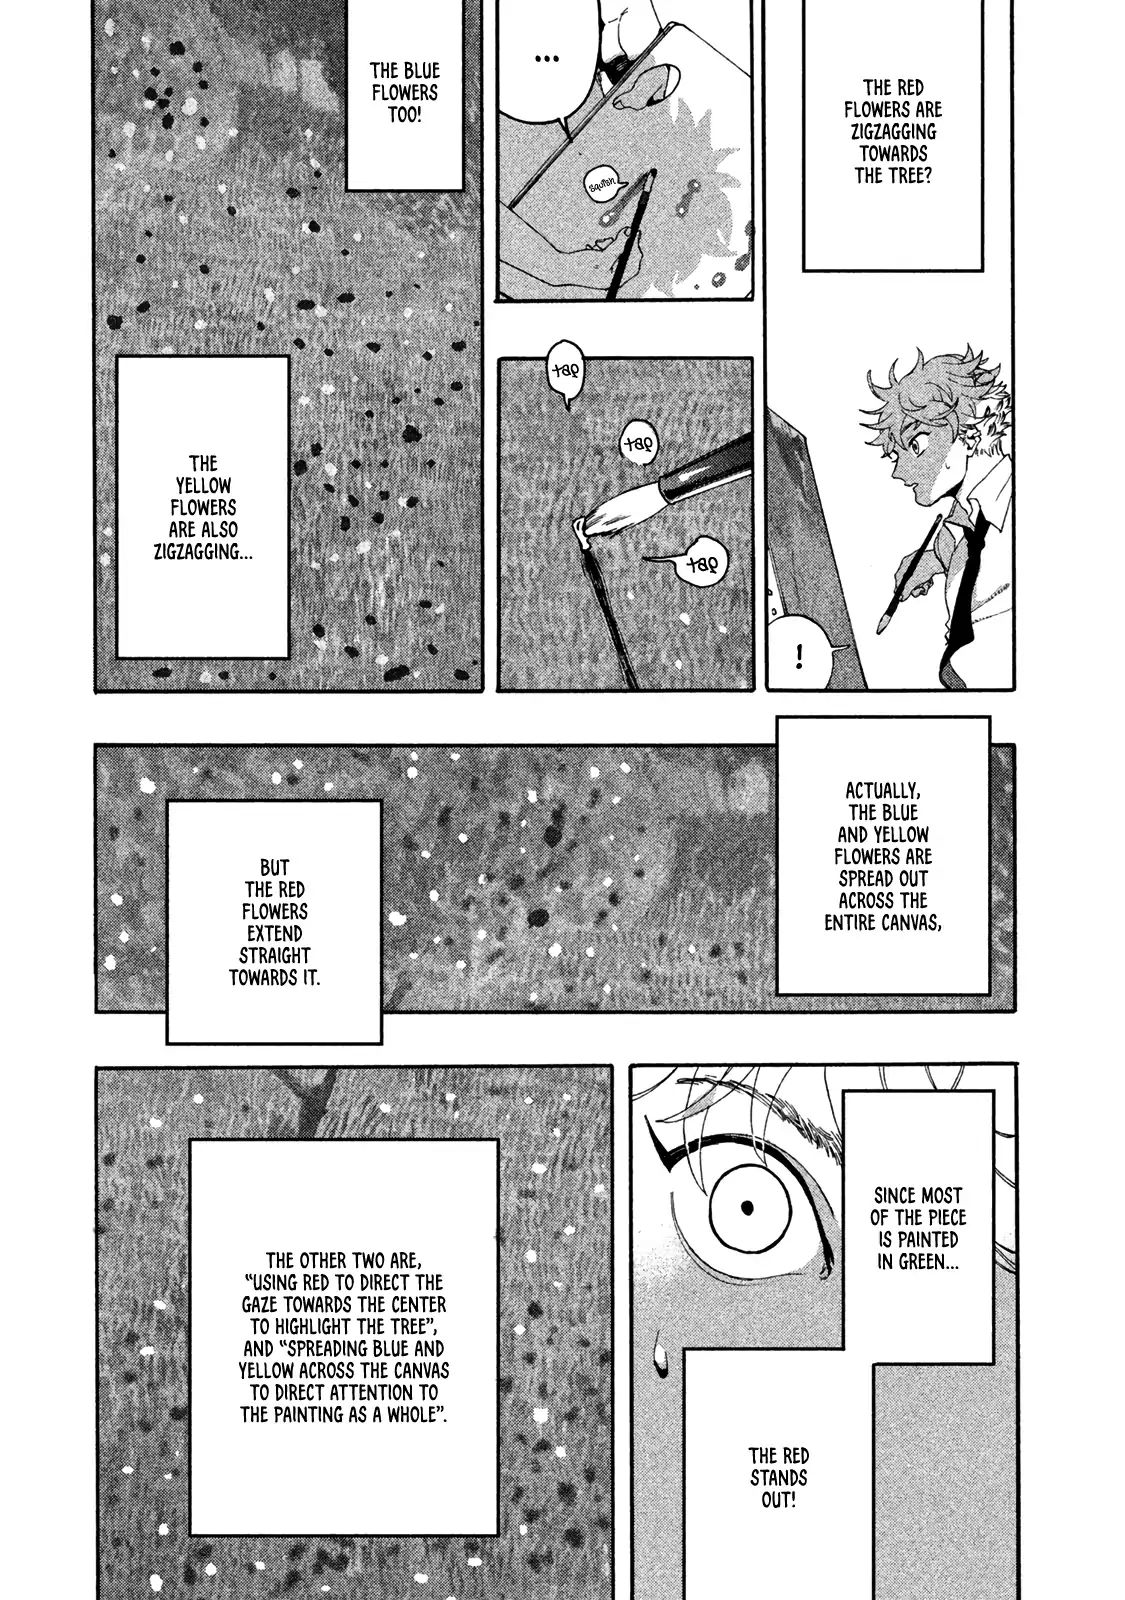 THE RED
FLOWERS ARE
ZIGZAGGING
TOWARDS
THE TREE?
!
...
squish
tap
tap
tap
THE BLUE
FLOWERS
TOO!
THE
YELLOW
FLOWERS
ARE ALSO
ZIGZAGGING...
ACTUALLY,
THE BLUE
AND YELLOW
FLOWERS ARE
SPREAD OUT
ACROSS THE
ENTIRE CANVAS,
BUT
THE RED
FLOWERS
EXTEND
STRAIGHT
TOWARDS IT.
SINCE MOST
OF THE PIECE
IS PAINTED
IN GREEN...
THE RED
STANDS
OUT!
THE OTHER TWO ARE,
“USING RED TO DIRECT THE
GAZE TOWARDS THE CENTER
TO HIGHLIGHT THE TREE”,
AND “SPREADING BLUE AND
YELLOW ACROSS THE CANVAS
TO DIRECT ATTENTION TO
THE PAINTING AS A WHOLE”.